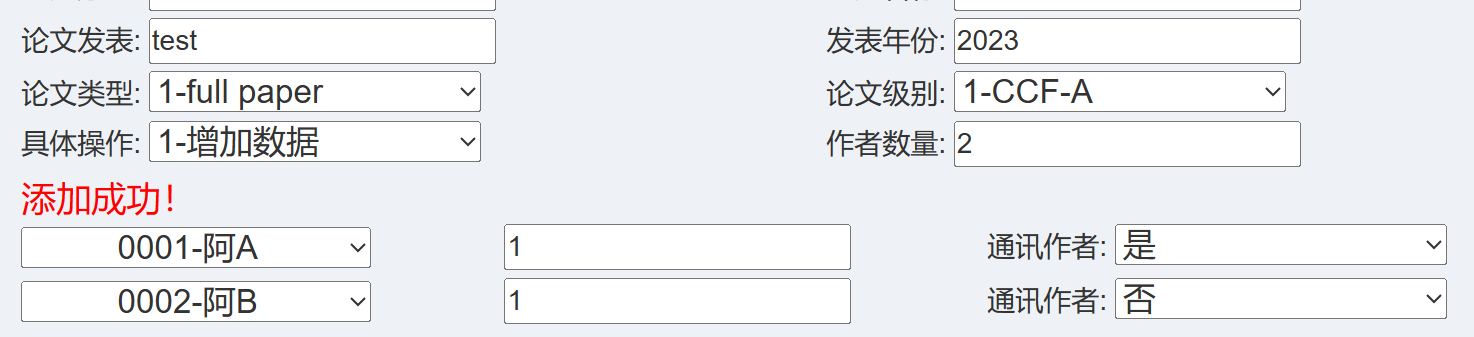 论文发表: test 发表年份: 2023
论文类型: 1-full paper 论文级别: 1-CCF-A
具体操作: 1-增加数据 作者数量: 2
添加成功!
0001-阿A 1 通讯作者: 是
0002-阿B 1 通讯作者: 否